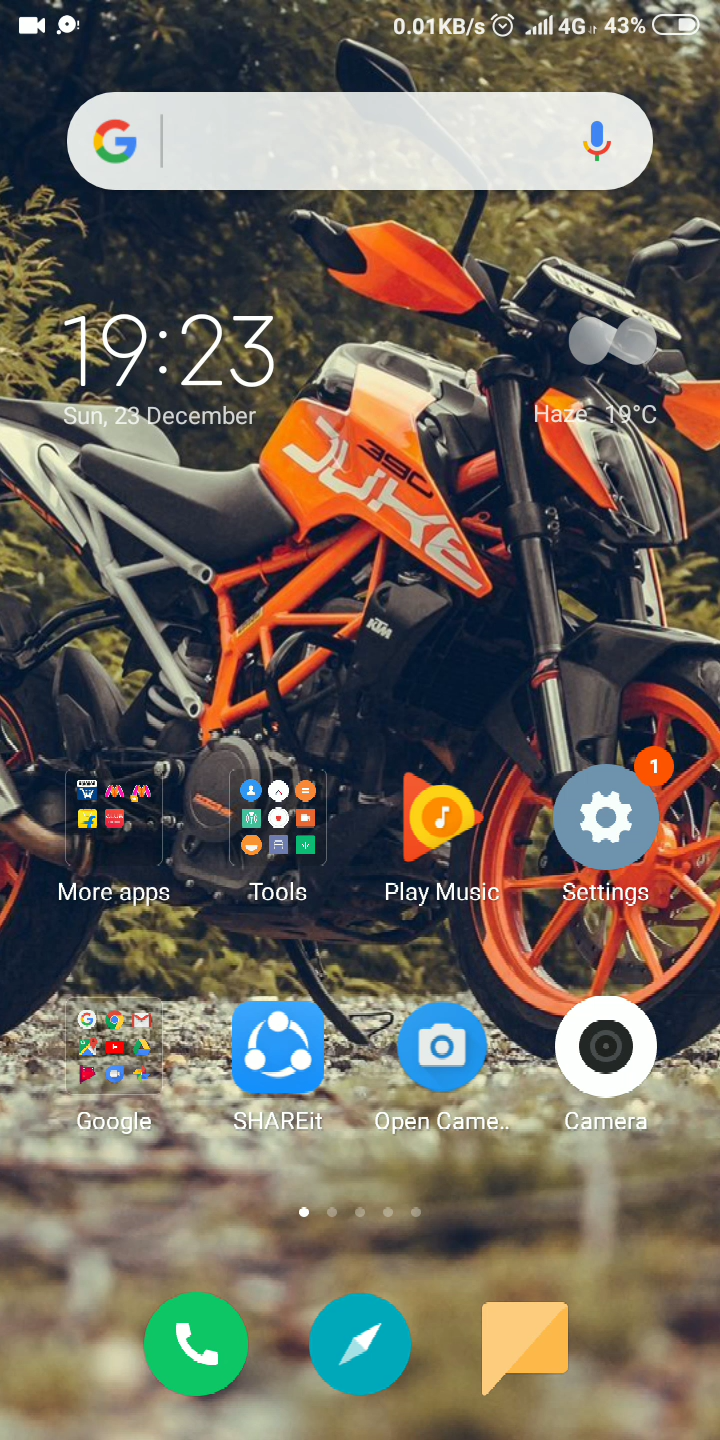 0.01KB/s 4G 43%
19:23
Sun, 23 December
Haze 19°C
390
DUKE
KTM
1
More apps
Tools
Play Music
Settings
Google
SHAREit
Open Came..
Camera